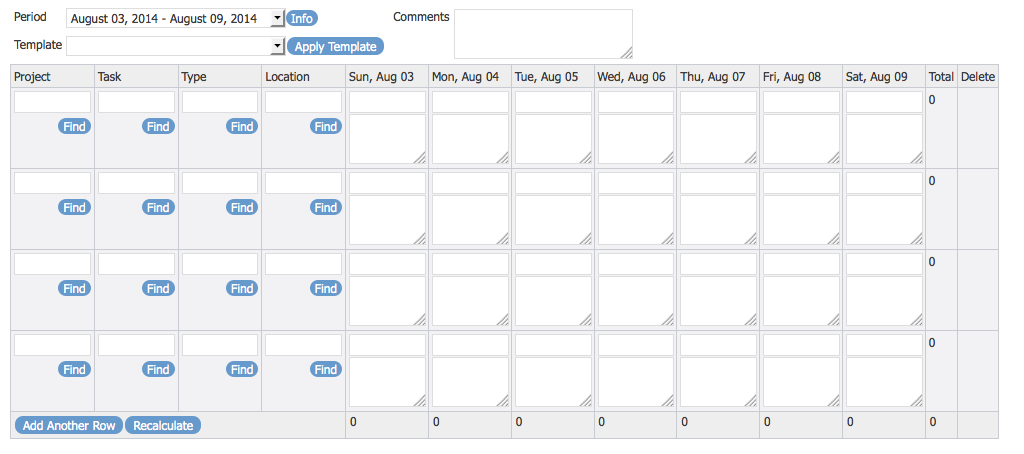 Period August 03, 2014 - August 09, 2014 Info Comments
Template Apply Template
Project Task Type Location Sun, Aug 03 Mon, Aug 04 Tue, Aug 05 Wed, Aug 06 Thu, Aug 07 Fri, Aug 08 Sat, Aug 09 Total Delete
0
Find Find Find Find
0
Find Find Find Find
0
Find Find Find Find
0
Find Find Find Find
Add Another Row Recalculate 0 0 0 0 0 0 0 0